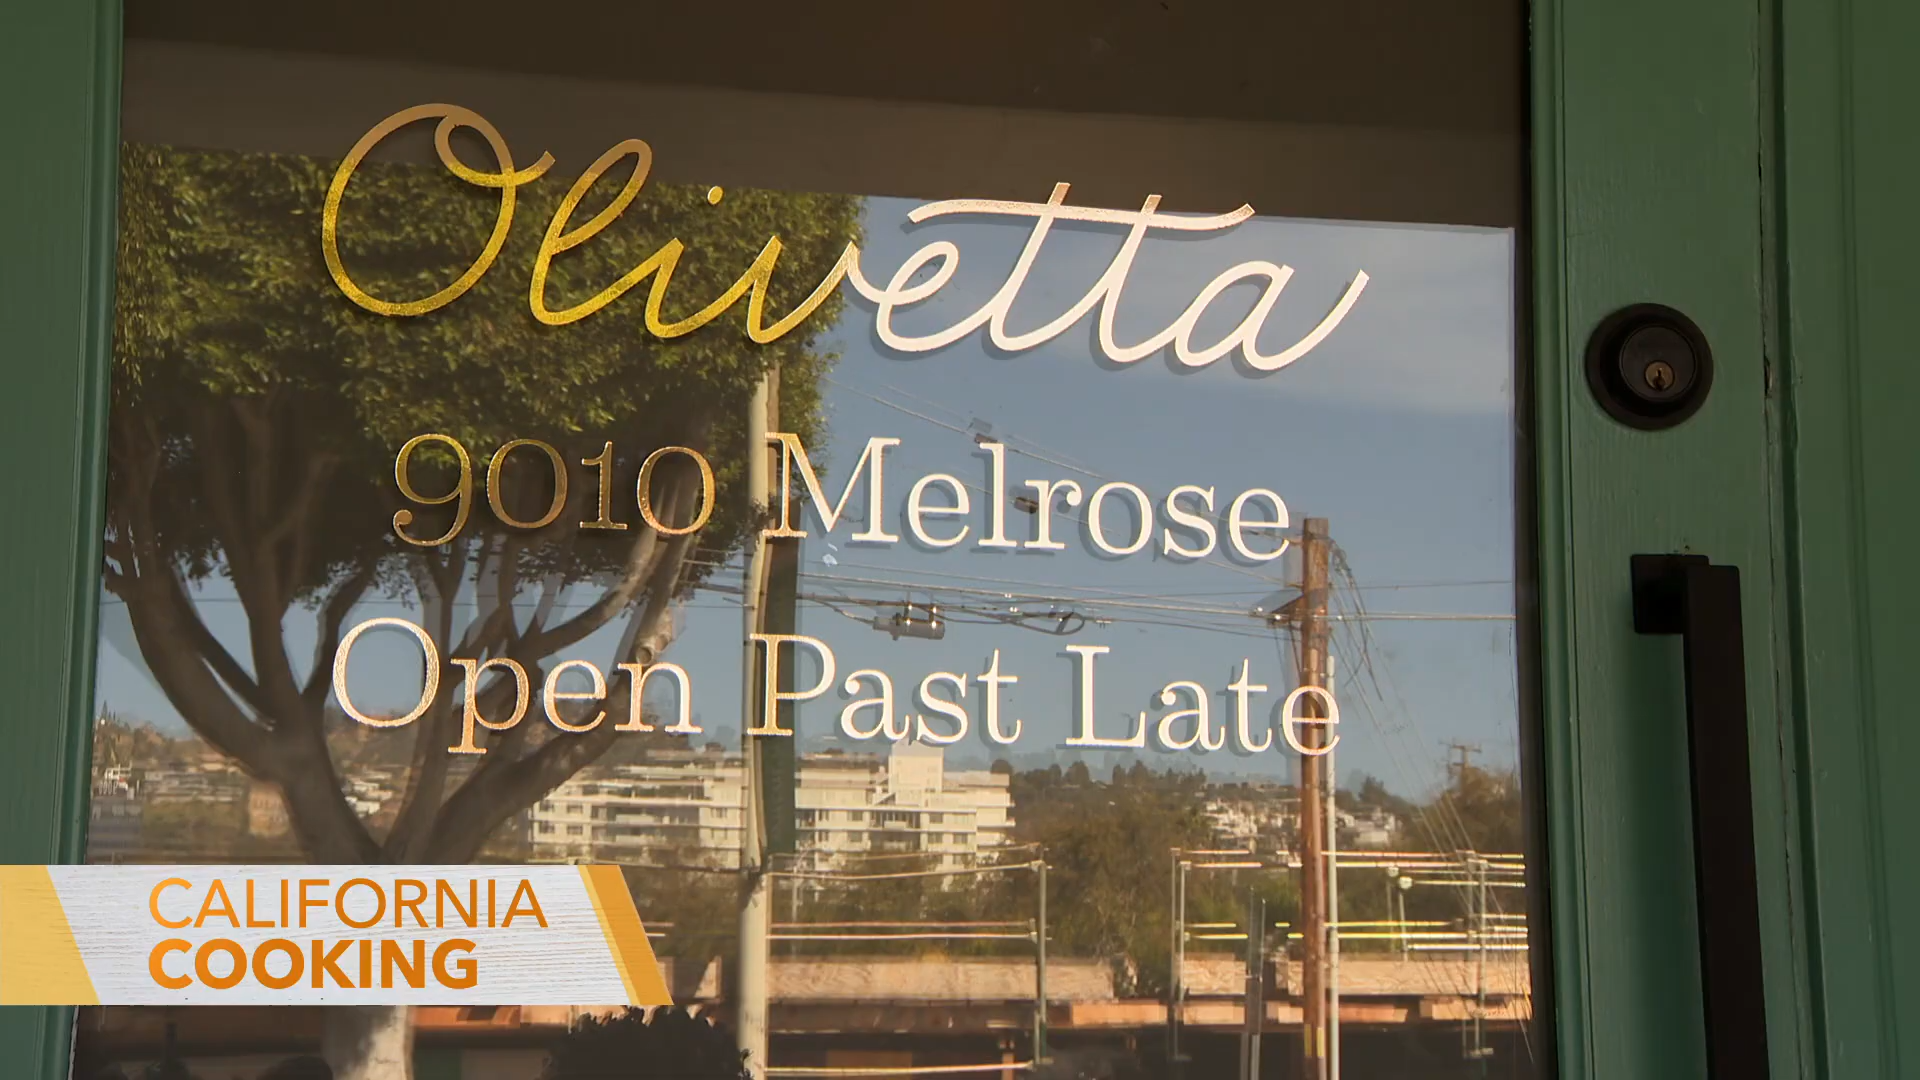 Olivetta
9010 Melrose
Open Past Late
CALIFORNIA
COOKING